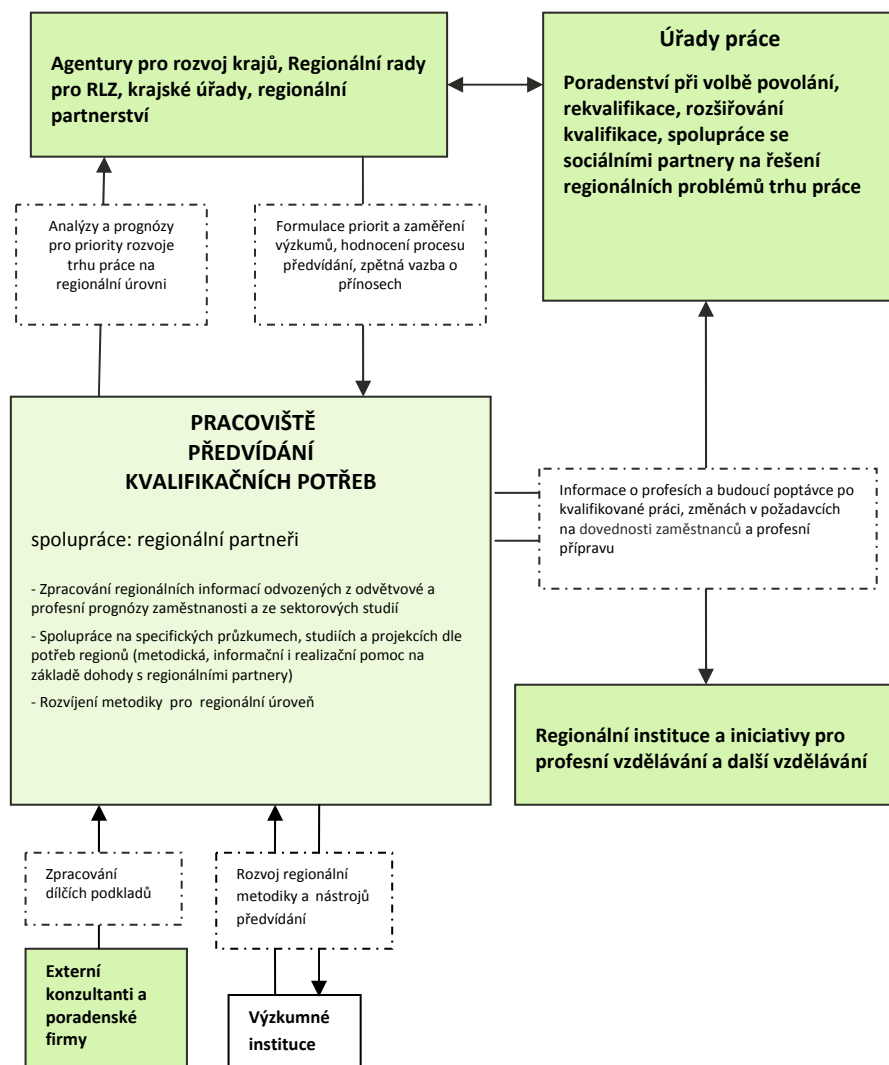 Agentury pro rozvoj krajů, Regionální rady
pro RLZ, krajské úřady, regionální
partnerství
Úřady práce
Poradenství při volbě povolání,
rekvalifikace, rozšiřování
kvalifikace, spolupráce se
sociálními partnery na řešení
regionálních problémů trhu práce
Analýzy a prognózy
pro priority rozvoje
trhu práce na
regionální úrovni
Formulace priorit a zaměření
výzkumů, hodnocení procesu
předvídání, zpětná vazba o
přínosech
PRACOVIŠTĚ
PŘEDVÍDÁNÍ
KVALIFIKAČNÍCH POTŘEB
spolupráce: regionální partneři
- Zpracování regionálních informací odvozených z odvětvové a
profesní prognózy zaměstnanosti a ze sektorových studií
- Spolupráce na specifických průzkumech, studiích a projekcích dle
potřeb regionů (metodická, informační i realizační pomoc na
základě dohody s regionálními partnery)
- Rozvíjení metodiky pro regionální úroveň
Informace o profesích a budoucí poptávce po
kvalifikované práci, změnách v požadavcích
na dovednosti zaměstnanců a profesní
přípravu
Regionální instituce a iniciativy pro
profesní vzdělávání a další vzdělávání
Zpracování
dílčích podkladů
Rozvoj regionální
metodiky a nástrojů
předvídání
Externí
konzultanti a
poradenské
firmy
Výzkumné
instituce